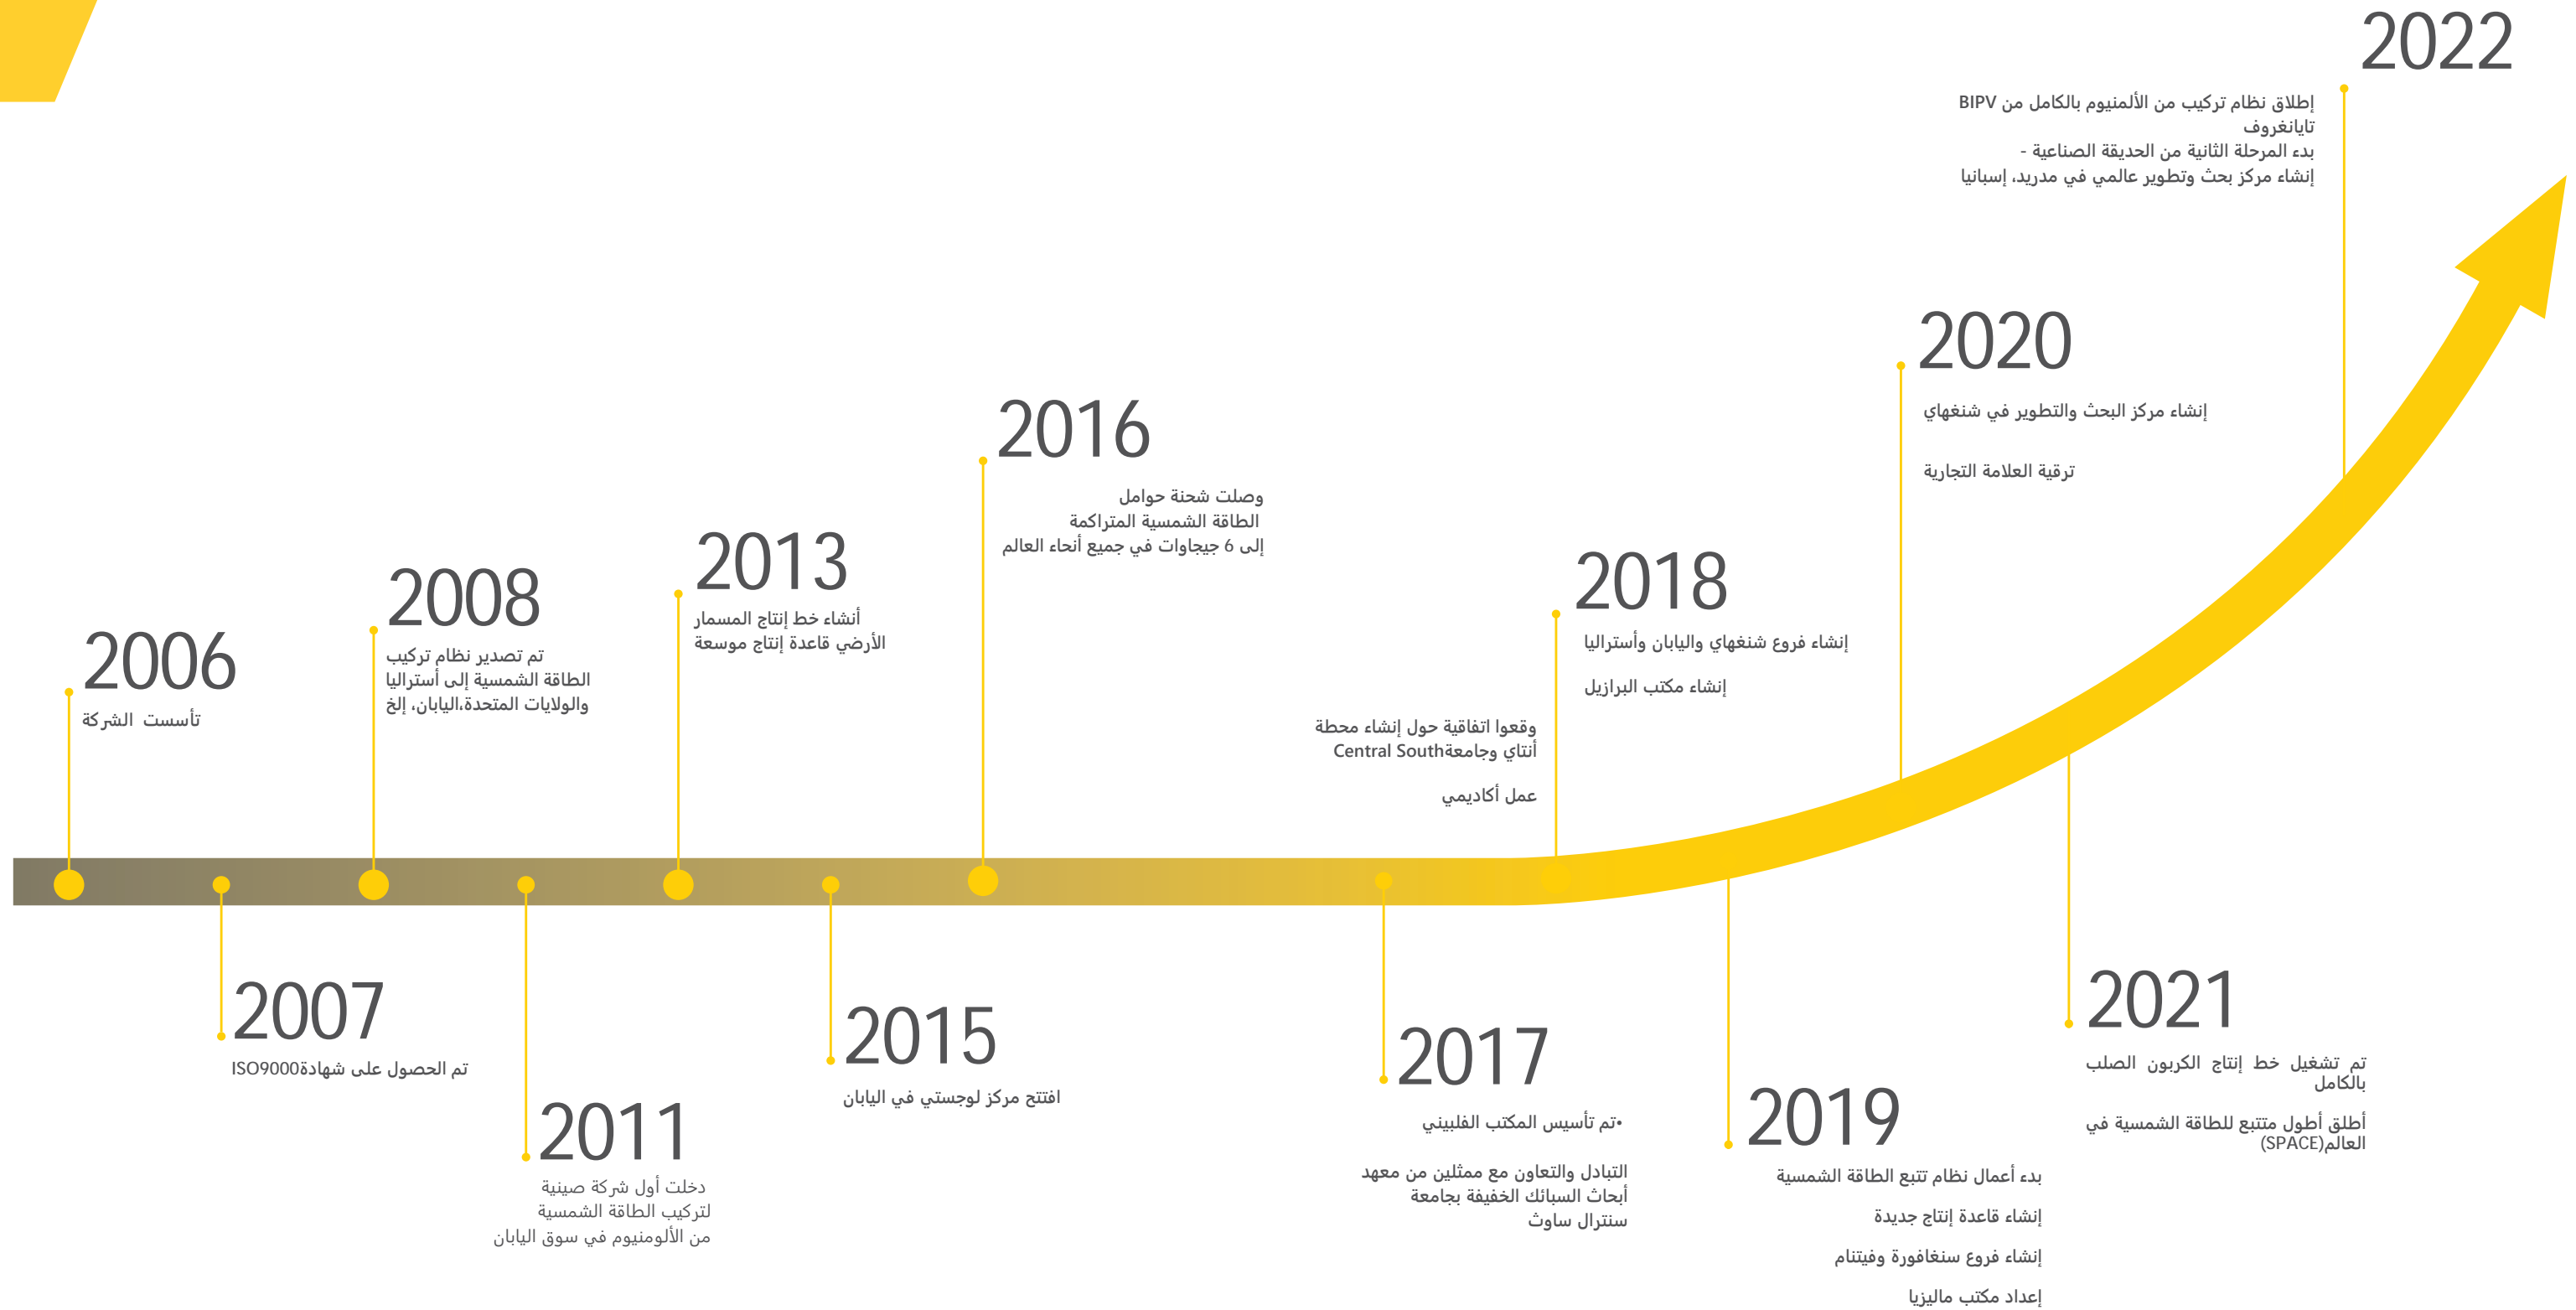 2006
تأسست الشركة
2007
تم الحصول على شهادةISO9000
2008
تم تصدير نظام تركيب
الطاقة الشمسية إلى أستراليا
والولايات المتحدة،اليابان، إلخ
2011
دخلت أول شركة صينية
لتركيب الطاقة الشمسية
من الألومنيوم في سوق اليابان
2013
أنشاء خط إنتاج المسمار
الأرضي قاعدة إنتاج موسعة
2015
افتتح مركز لوجستي في اليابان
2016
وصلت شحنة حوامل
الطاقة الشمسية المتراكمة
إلى 6 جيجاوات في جميع أنحاء العالم
2017
•تم تأسيس المكتب الفلبيني
التبادل والتعاون مع ممثلين من معهد
أبحاث السبائك الخفيفة بجامعة
سنترال ساوث
وقعوا اتفاقية حول إنشاء محطة
أنتاي وجامعةCentral South
عمل أكاديمي
2018
إنشاء فروع شنغهاي واليابان وأستراليا
إنشاء مكتب البرازيل
2019
بدء أعمال نظام تتبع الطاقة الشمسية
إنشاء قاعدة إنتاج جديدة
إنشاء فروع سنغافورة وفيتنام
إعداد مكتب ماليزيا
2020
إنشاء مركز البحث والتطوير في شنغهاي
ترقية العلامة التجارية
2021
تم تشغيل خط إنتاج الكربون الصلب
بالكامل
أطلق أطول متتبع للطاقة الشمسية في
العالم(SPACE)
2022
إطلاق نظام تركيب من الألمنيوم بالكامل من BIPV
تايانغروف
بدء المرحلة الثانية من الحديقة الصناعية -
إنشاء مركز بحث وتطوير عالمي في مدريد، إسبانيا